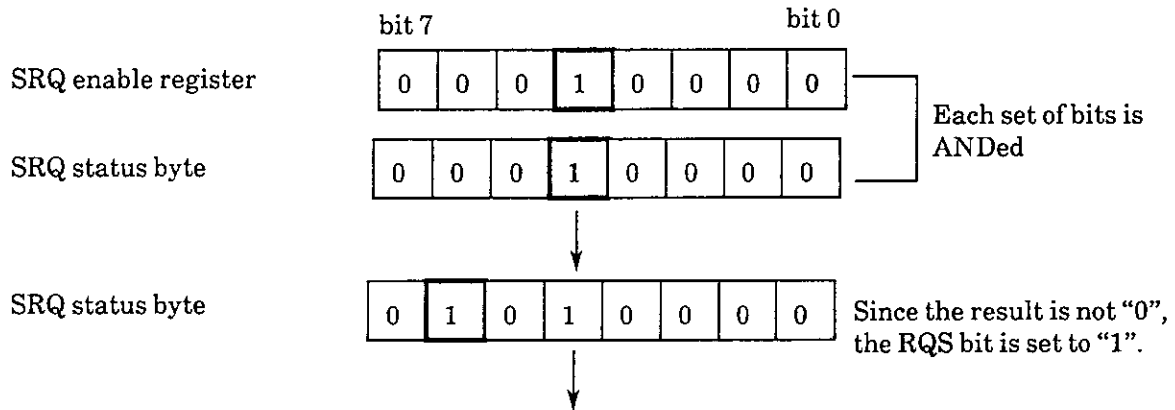 bit 7 bit 0
SRQ enable register 0 0 0 1 0 0 0 0
Each set of bits is
ANDed
SRQ status byte 0 0 0 1 0 0 0 0
SRQ status byte 0 1 0 1 0 0 0 0
Since the result is not “0”,
the RQS bit is set to “1”.